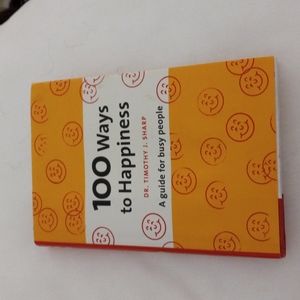 100 Ways
to Happiness
DR. TIMOTHY J. SHARP
A guide for busy people